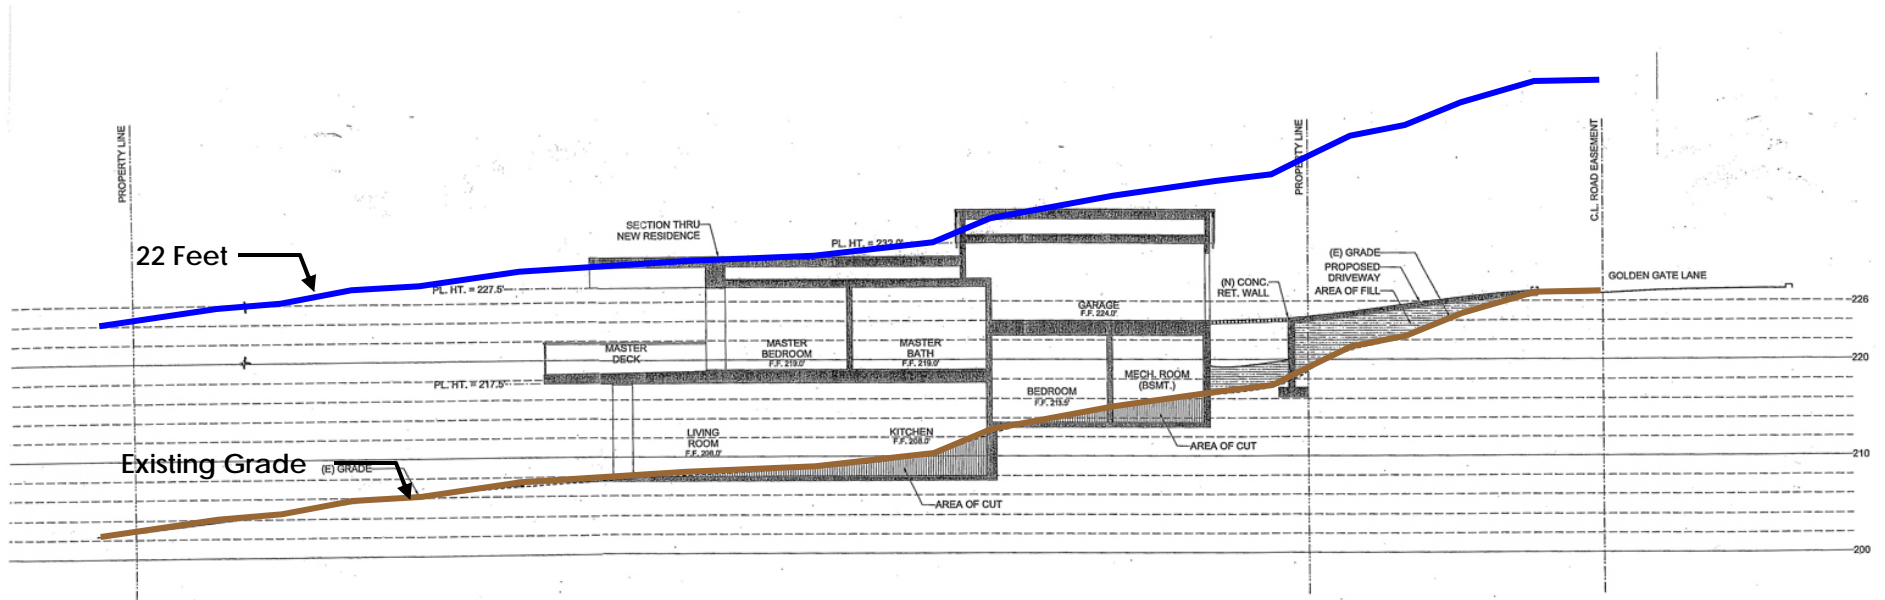 PROPERTY LINE
PROPERTY LINE
C.L. ROAD EASEMENT
SECTION THRU
NEW RESIDENCE
PL. HT. = 232.0'
22 Feet
(E) GRADE
PROPOSED
DRIVEWAY
AREA OF FILL
(N) CONC.
RET. WALL
GOLDEN GATE LANE
PL. HT. = 227.5'
226
GARAGE
F.F. 224.0'
MASTER
DECK
MASTER
BEDROOM
F.F. 219.0'
MASTER
BATH
F.F. 219.0'
220
MECH. ROOM
(BSMT.)
PL. HT. = 217.5'
BEDROOM
F.F. 213.5'
LIVING
ROOM
F.F. 208.0'
KITCHEN
F.F. 208.0'
AREA OF CUT
210
Existing Grade
(E) GRADE
AREA OF CUT
200